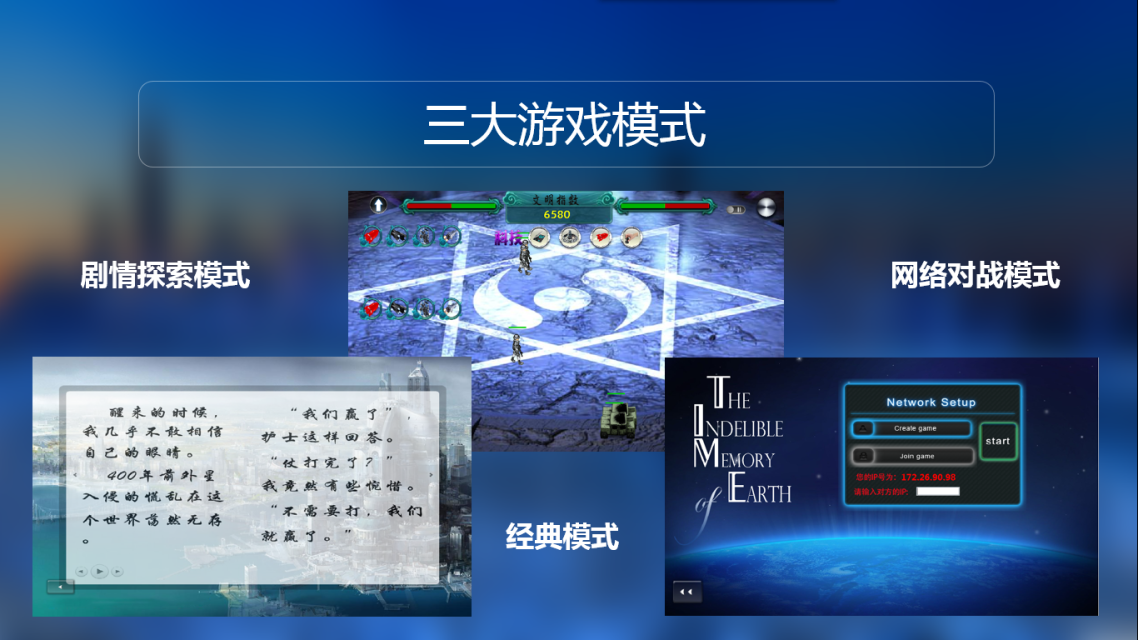 三大游戏模式
文明指数
6580
科技
剧情探索模式
网络对战模式
醒来的时候，
我几乎不敢相信
自己的眼睛。
400年前外星
入侵的慌乱在这
个世界荡然无存
。
“我们赢了”，
护士这样回答。
“仗打完了？”
我竟然有些惋惜。
“不需要打，我们
就赢了。”
THE
INDELIBLE
MEMORY
of EARTH
Network Setup
Create game
Join game
start
您的IP号为: 172.26.90.98
请输入对方的IP:
经典模式